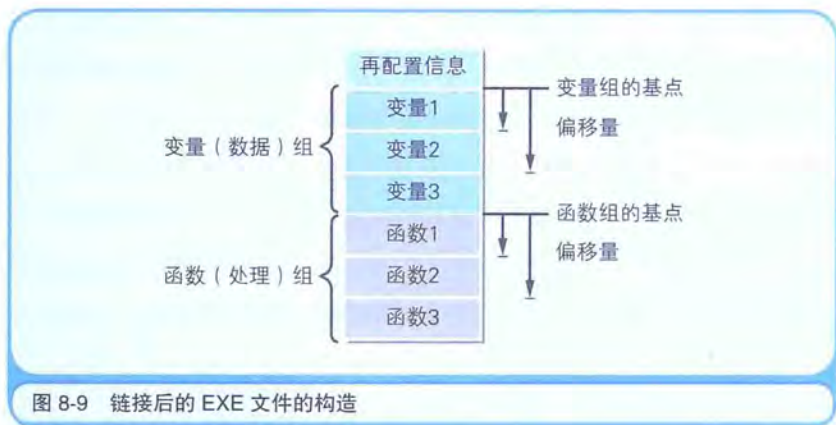 再配置信息
变量1
变量2
变量3
函数1
函数2
函数3
变量（数据）组
函数（处理）组
变量组的基点
偏移量
函数组的基点
偏移量
图 8-9 链接后的 EXE 文件的构造